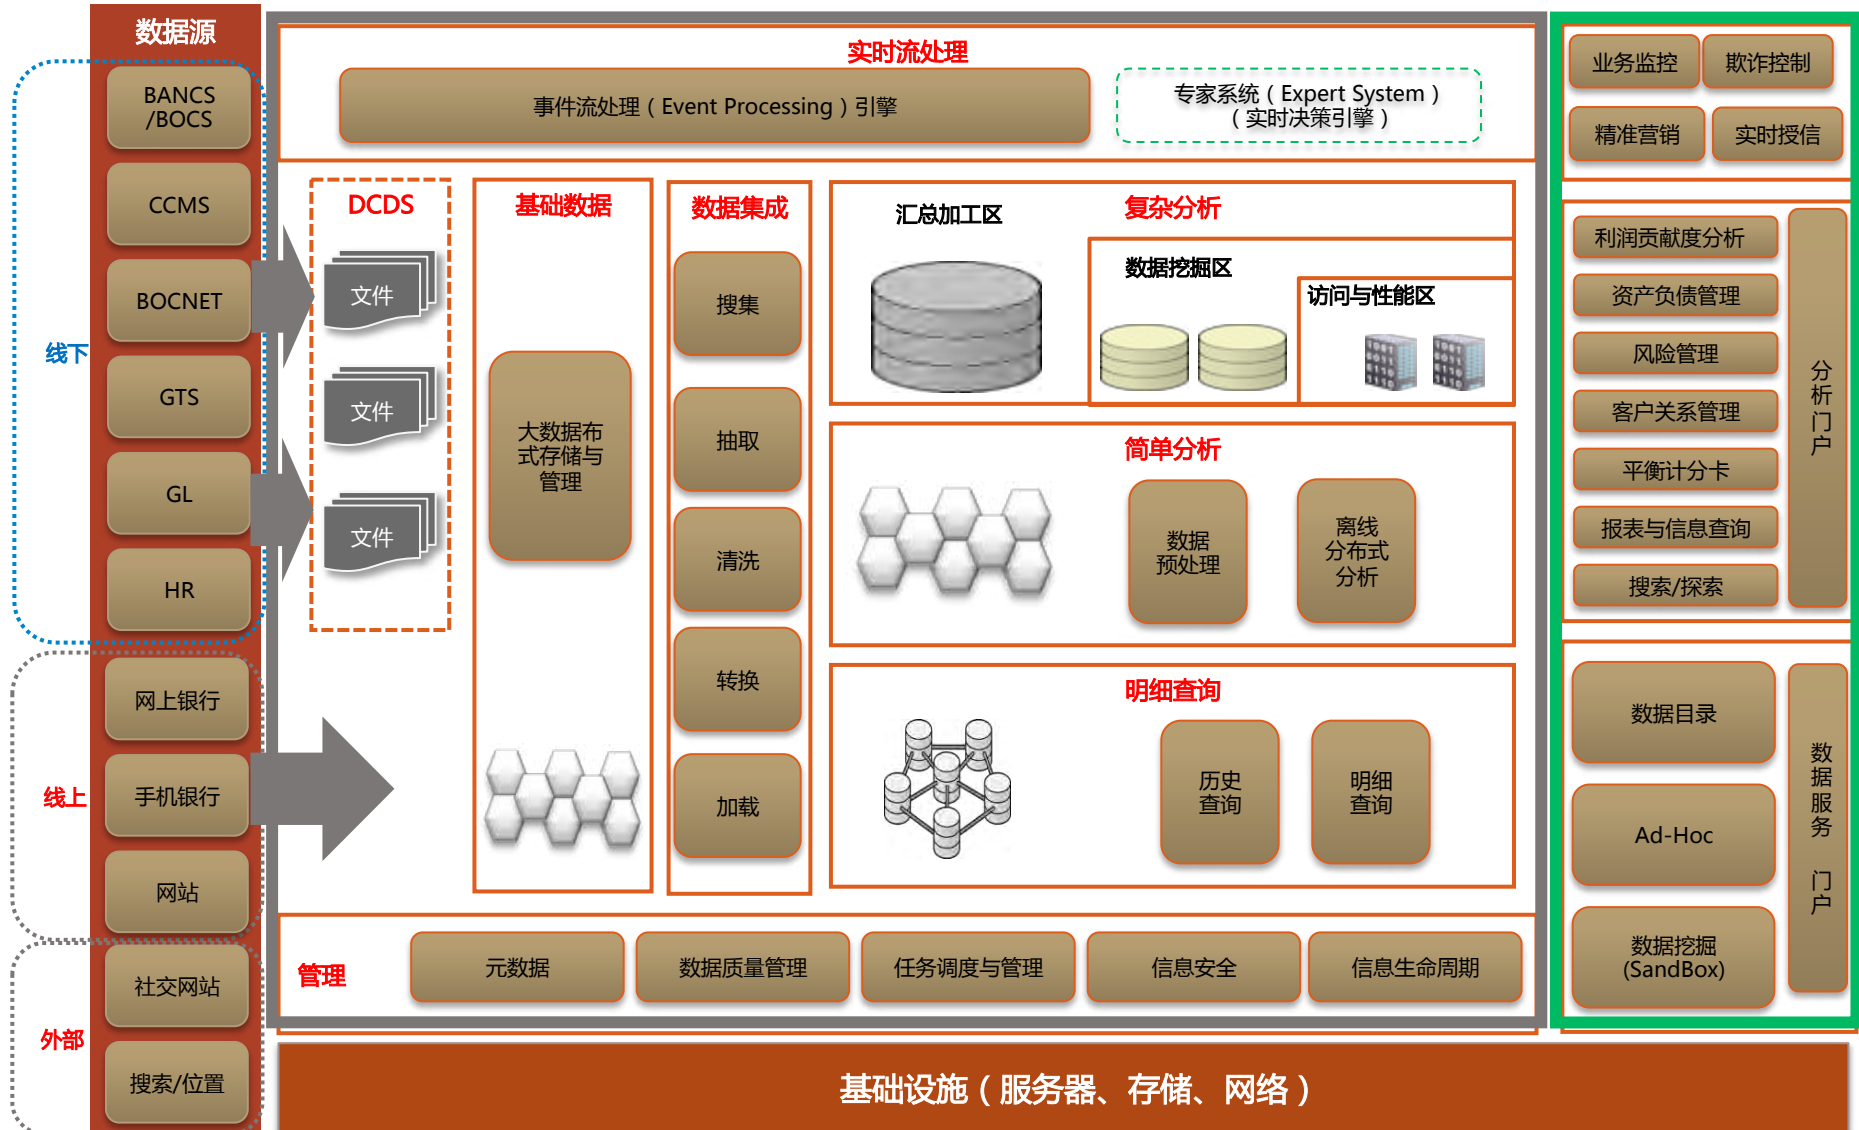 数据源
线下
BANCS
/BOCS
CCMS
BOCNET
GTS
GL
HR
线上
网上银行
手机银行
网站
外部
社交网站
搜索/位置
实时流处理
事件流处理（Event Processing）引擎
专家系统（Expert System）
（实时决策引擎）
DCDS
文件
文件
文件
基础数据
大数据布
式存储与
管理
数据集成
搜集
抽取
清洗
转换
加载
复杂分析
汇总加工区
数据挖掘区
访问与性能区
简单分析
数据
预处理
离线
分布式
分析
明细查询
历史
查询
明细
查询
管理
元数据
数据质量管理
任务调度与管理
信息安全
信息生命周期
业务监控
欺诈控制
精准营销
实时授信
利润贡献度分析
资产负债管理
风险管理
客户关系管理
平衡计分卡
报表与信息查询
搜索/探索
分析门户
数据目录
Ad-Hoc
数据挖掘
(SandBox)
数据服务 门户
基础设施（服务器、存储、网络）